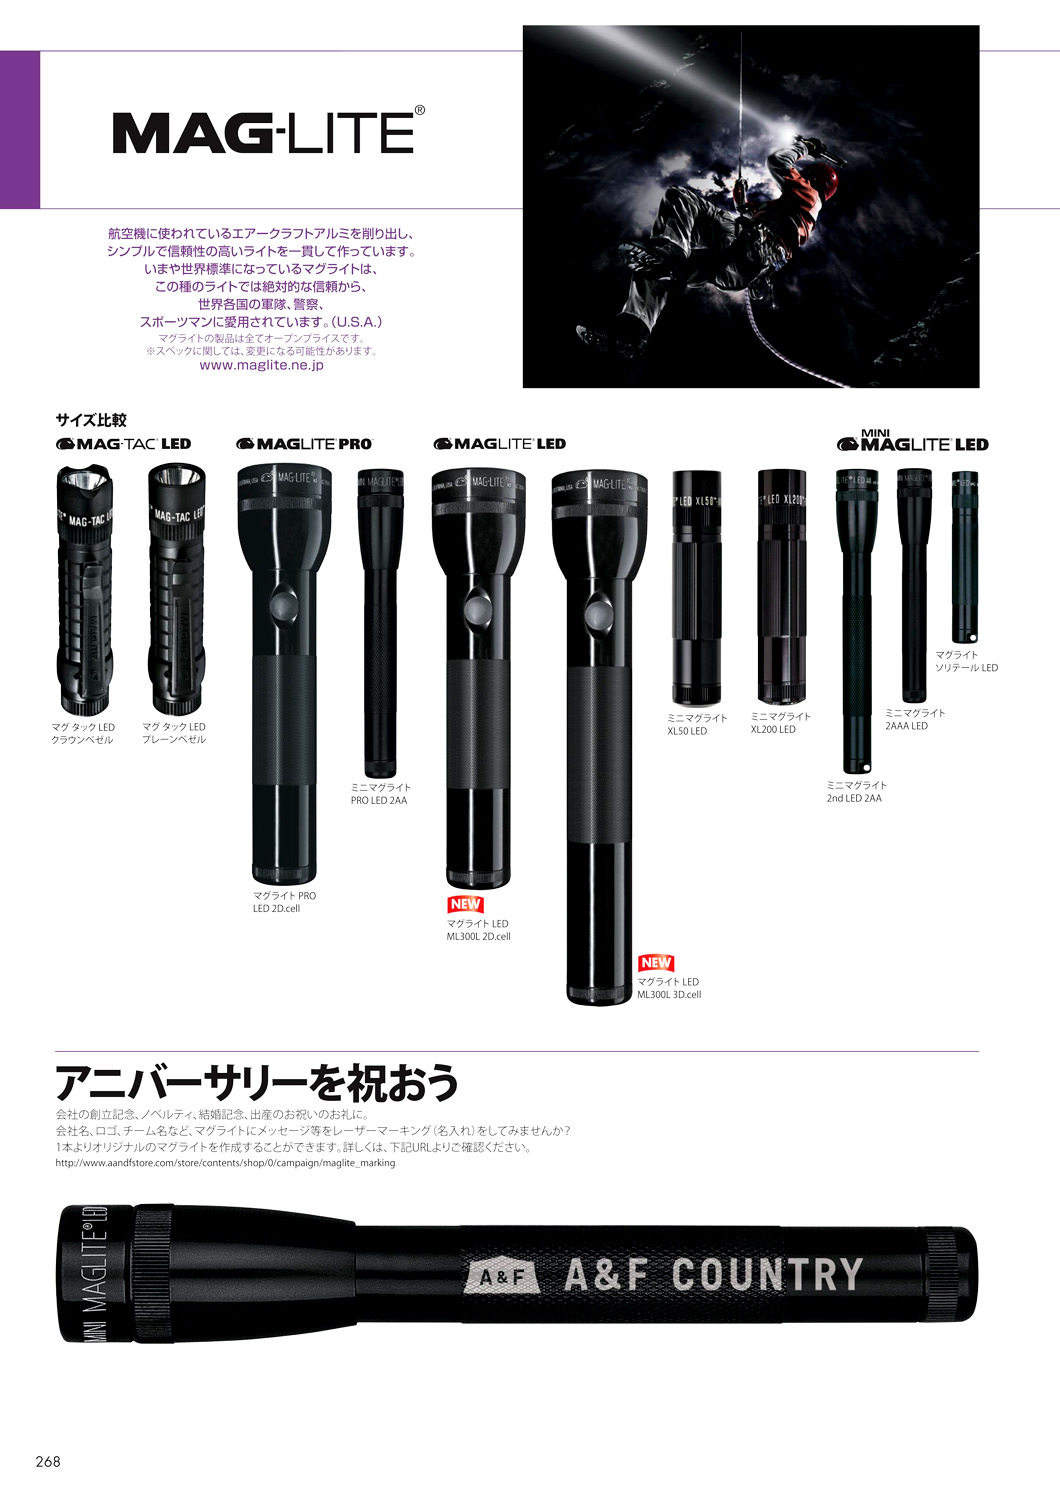 MAG-LITE®
航空機に使われているエアークラフトアルミを削り出し、
シンプルで信頼性の高いライトを一貫して作っています。
いまや世界標準になっているマグライトは、
この種のライトでは絶対的な信頼から、
世界各国の軍隊、警察、
スポーツマンに愛用されています。(U.S.A.)
マグライトの製品は全てオープンプライスです。
※スペックに関しては、変更になる可能性があります。
www.maglite.ne.jp
サイズ比較
MAG-TAC® LED
MAGLITE PRO
MAGLITE® LED
MINI
MAGLITE® LED
MAG-TAC LED
MAG-TAC LED
MAG-LITE®
MAG-LITE®
MAG-LITE®
LED XL50™
LED XL200™
マグ タック LED
クラウンベゼル
マグ タック LED
プレーンベゼル
マグライト PRO
LED 2D.cell
ミニマグライト
PRO LED 2AA
NEW
マグライト LED
ML300L 2D.cell
NEW
マグライト LED
ML300L 3D.cell
ミニマグライト
XL50 LED
ミニマグライト
XL200 LED
ミニマグライト
2nd LED 2AA
ミニマグライト
2AAA LED
マグライト
ソリテール LED
アニバーサリーを祝おう
会社の創立記念、ノベルティ、結婚記念、出産のお祝いのお礼に。
会社名、ロゴ、チーム名など、マグライトにメッセージ等をレーザーマーキング(名入れ)をしてみませんか?
1本よりオリジナルのマグライトを作成することができます。詳しくは、下記URLよりご確認ください。
http://www.aandfstore.com/store/contents/shop/0/campaign/maglite_marking
MINI MAGLITE® LED
A & F
A & F COUNTRY
268